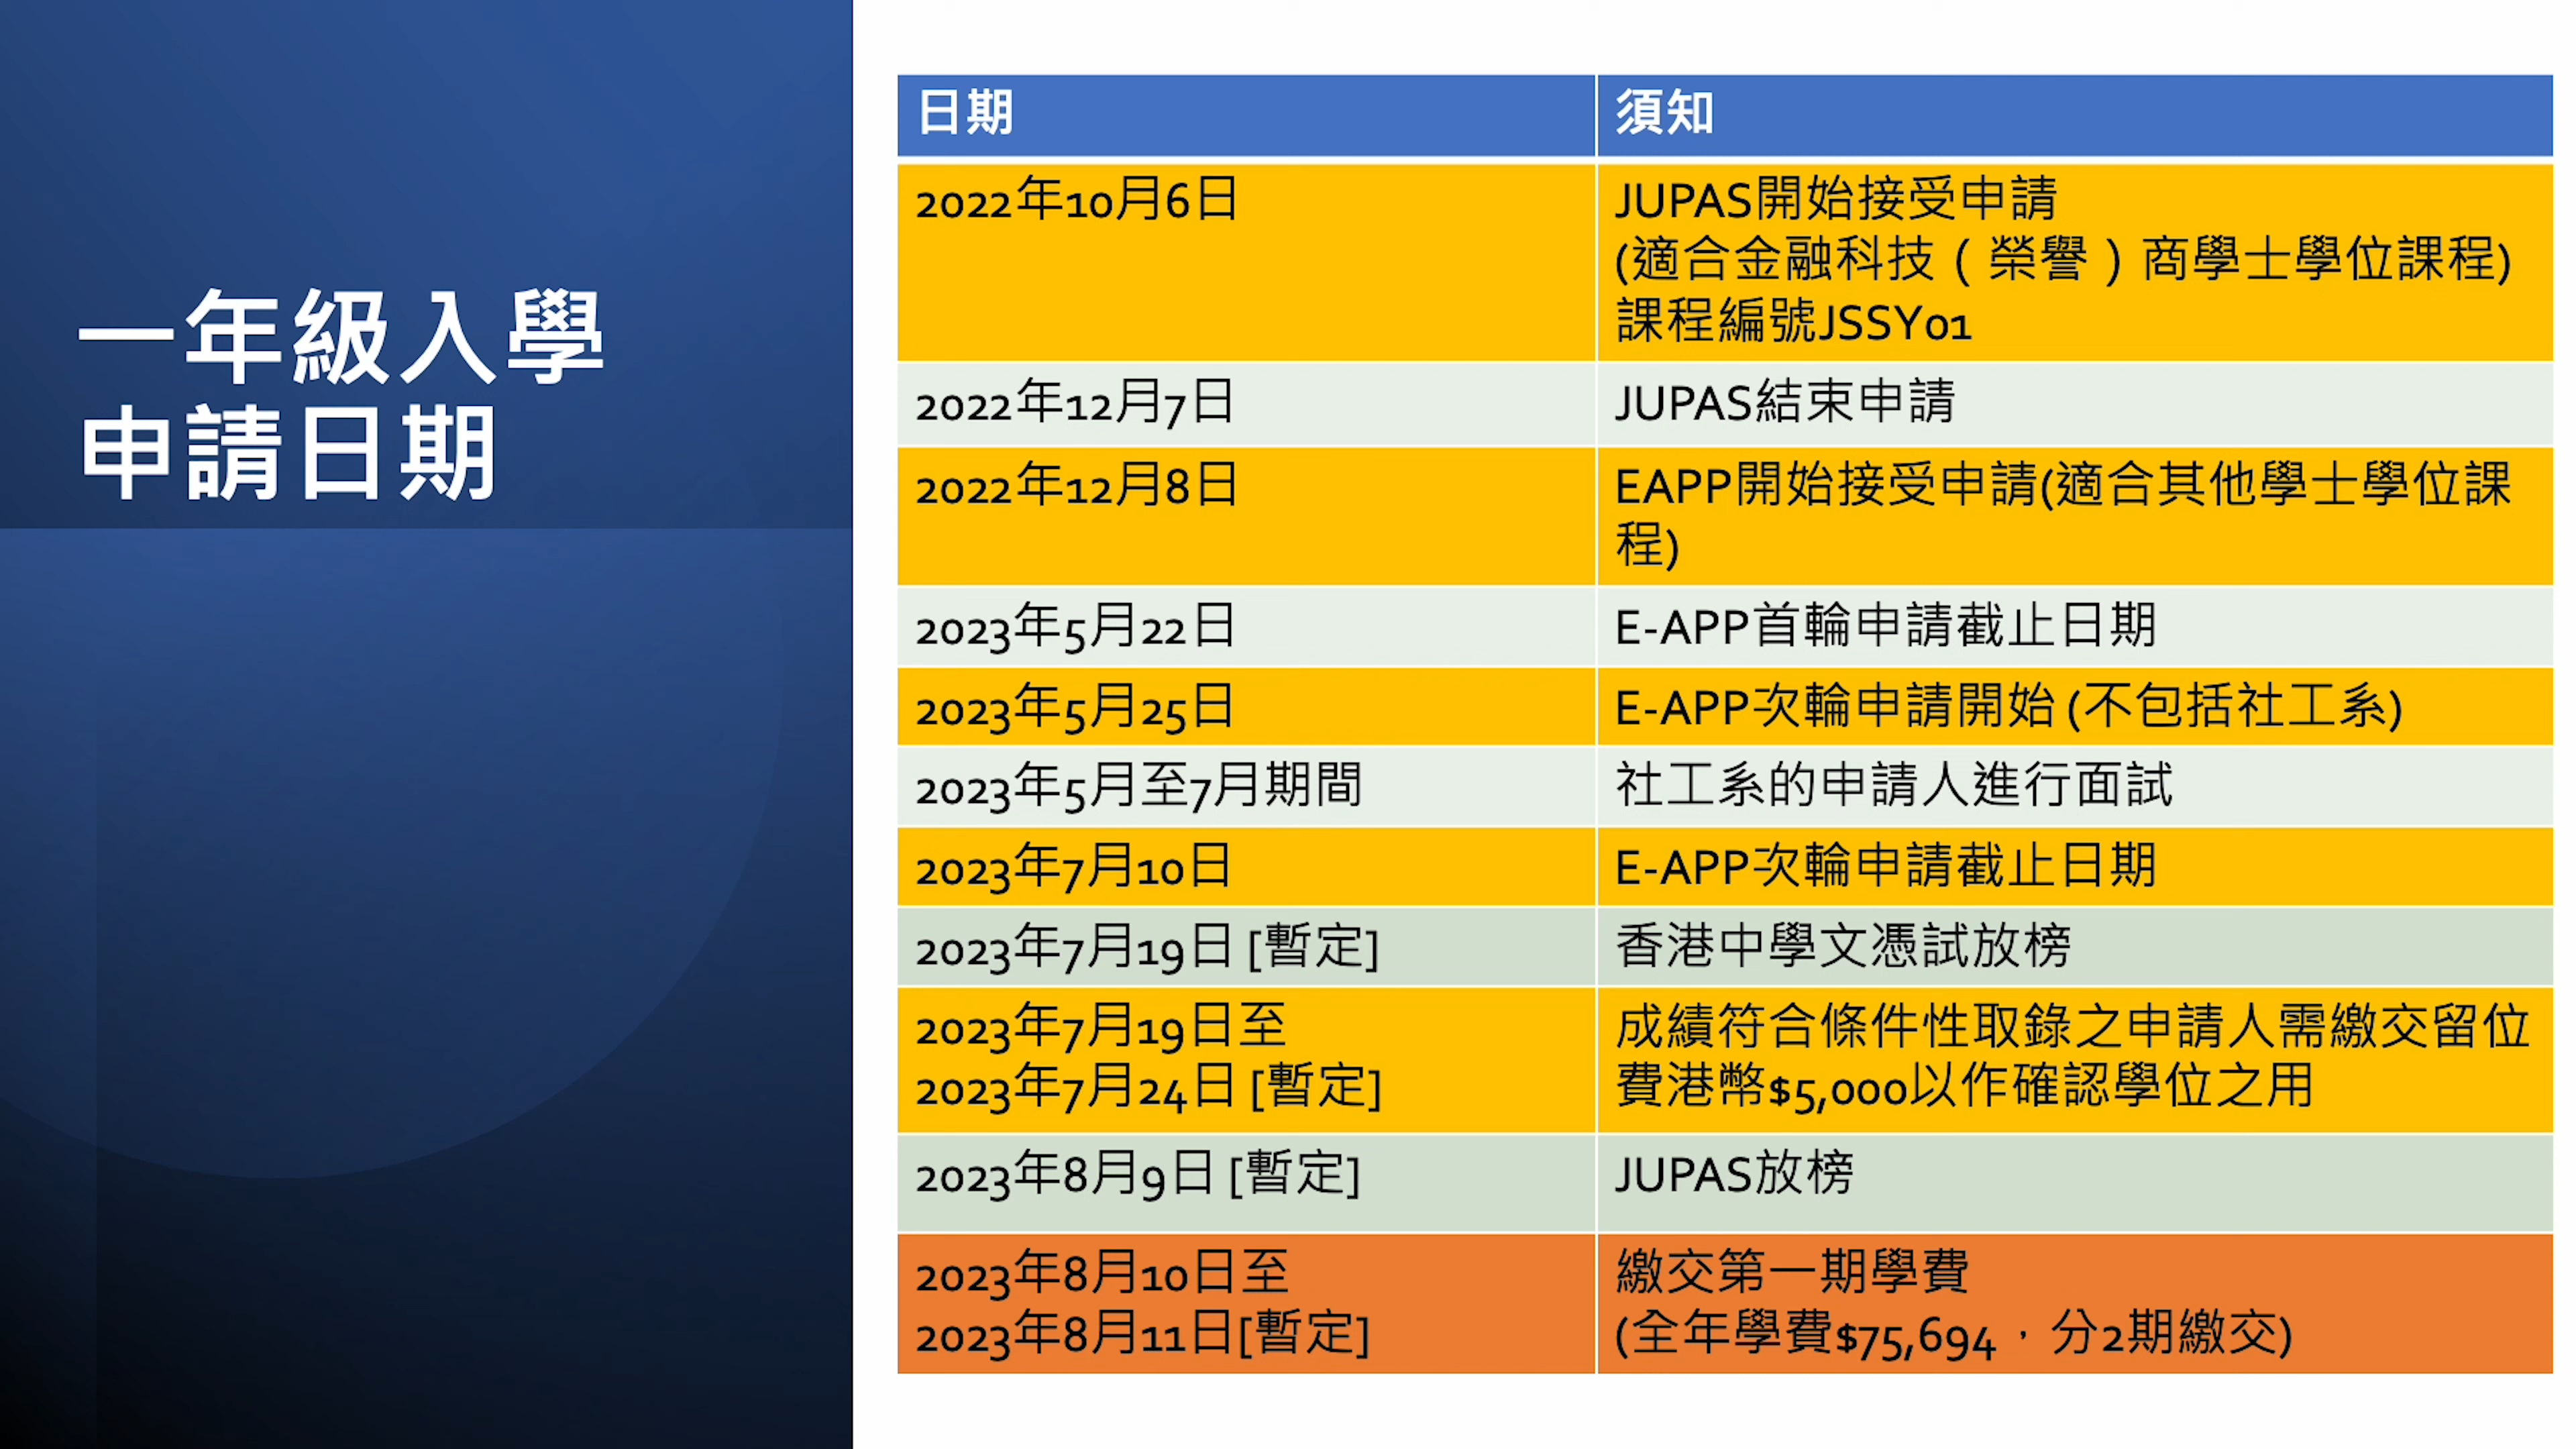 一年級入學
申請日期
日期
須知
2022年10月6日
JUPAS開始接受申請
(適合金融科技（榮譽）商學士學位課程)
課程編號JSSY01
2022年12月7日
JUPAS結束申請
2022年12月8日
EAPP開始接受申請(適合其他學士學位課
程)
2023年5月22日
E-APP首輪申請截止日期
2023年5月25日
E-APP次輪申請開始 (不包括社工系)
2023年5月至7月期間
社工系的申請人進行面試
2023年7月10日
E-APP次輪申請截止日期
2023年7月19日 [暫定]
香港中學文憑試放榜
2023年7月19日至
2023年7月24日 [暫定]
成績符合條件性取錄之申請人需繳交留位
費港幣$5,000以作確認學位之用
2023年8月9日 [暫定]
JUPAS放榜
2023年8月10日至
2023年8月11日[暫定]
繳交第一期學費
(全年學費$75,694，分2期繳交)